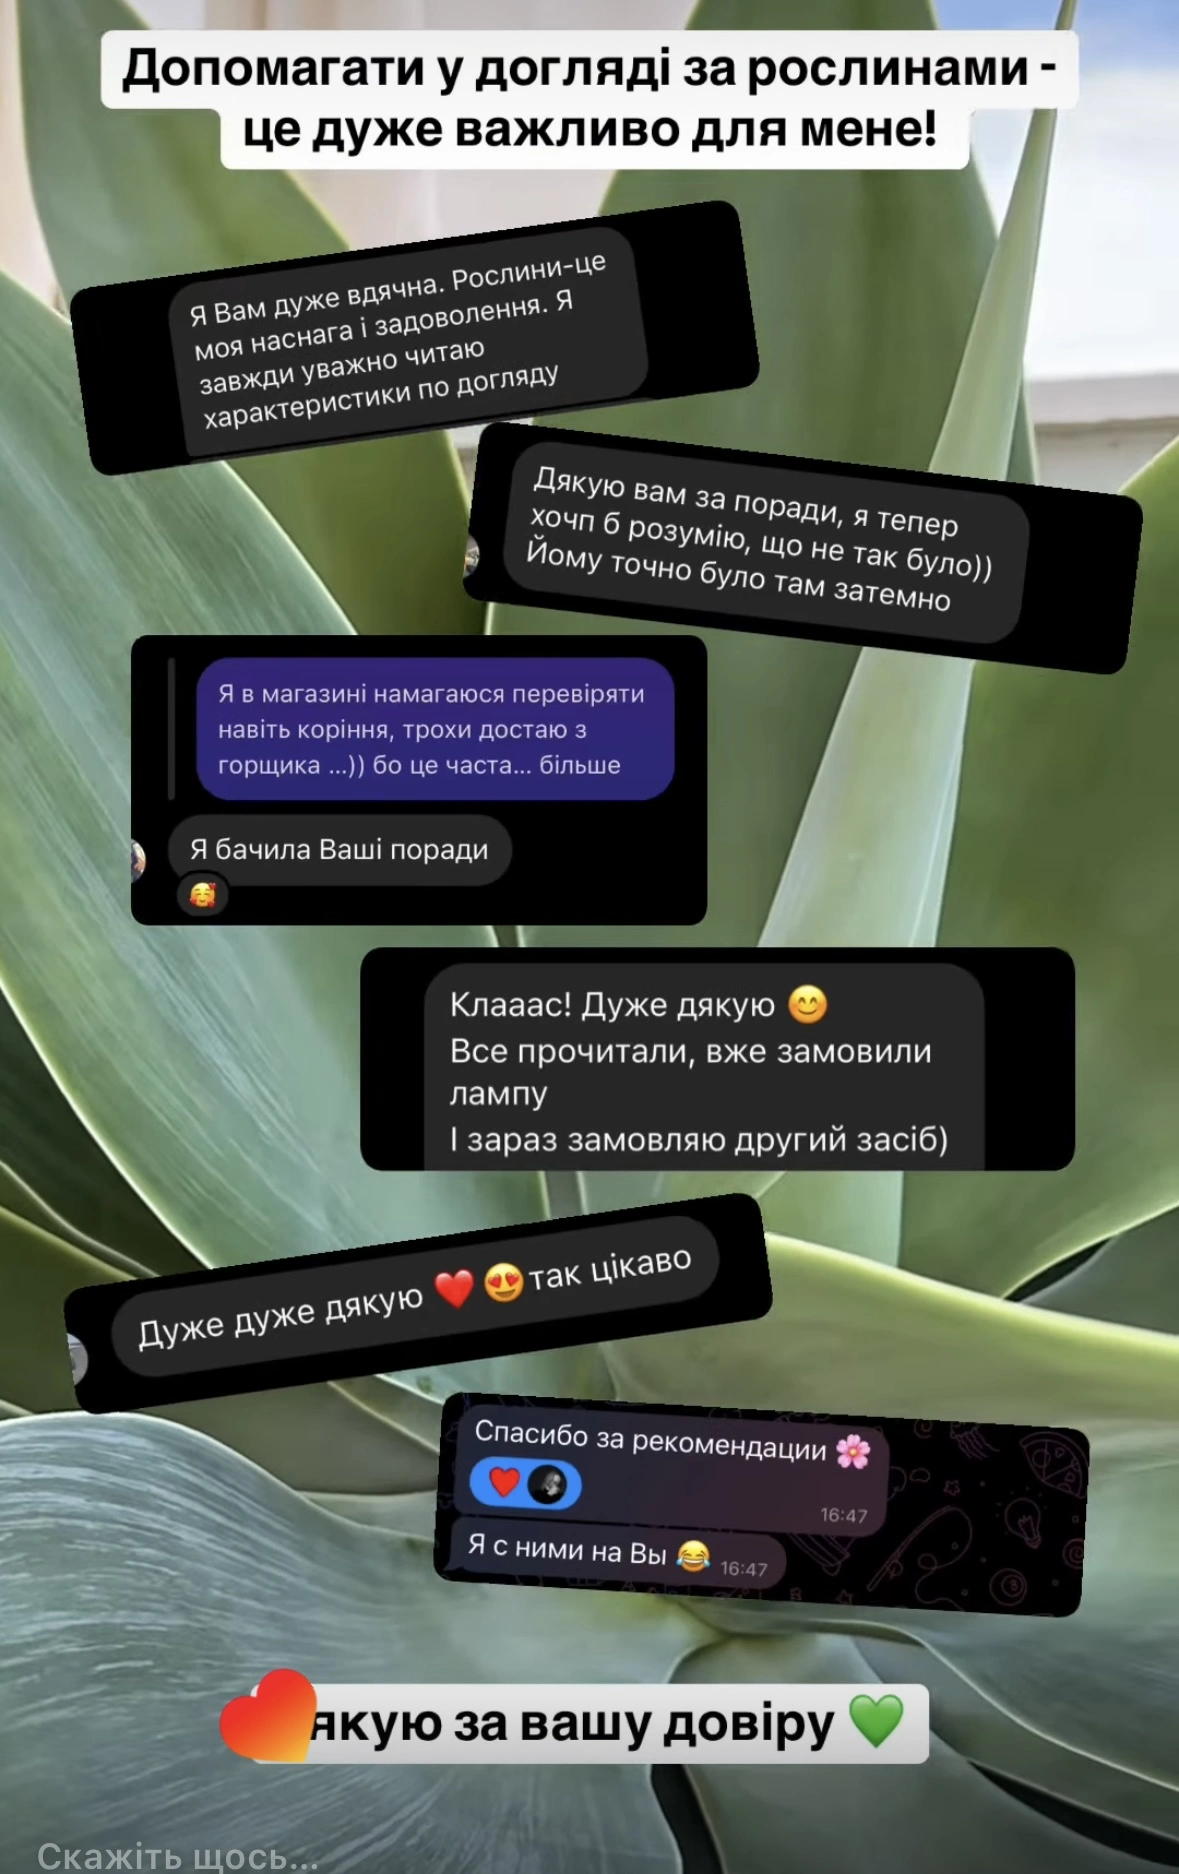 Допомагати у догляді за рослинами -
це дуже важливо для мене!
Я Вам дуже вдячна. Рослини-це
моя наснага і задоволення. Я
завжди уважно читаю
характеристики по догляду
Дякую вам за поради, я тепер
хочп б розумію, що не так було))
Йому точно було там затемно
Я в магазині намагаюся перевіряти
навіть коріння, трохи достаю з
горщика ...)) бо це часта... більше
Я бачила Ваші поради
🥰
Клааас! Дуже дякую 😊
Все прочитали, вже замовили
лампу
І зараз замовляю другий засіб)
Дуже дуже дякую ❤️😍так цікаво
Спасибо за рекомендации 🌸
❤️
16:47
Я с ними на Вы 😂 16:47
якую за вашу довіру 💚
Скажіть щось...